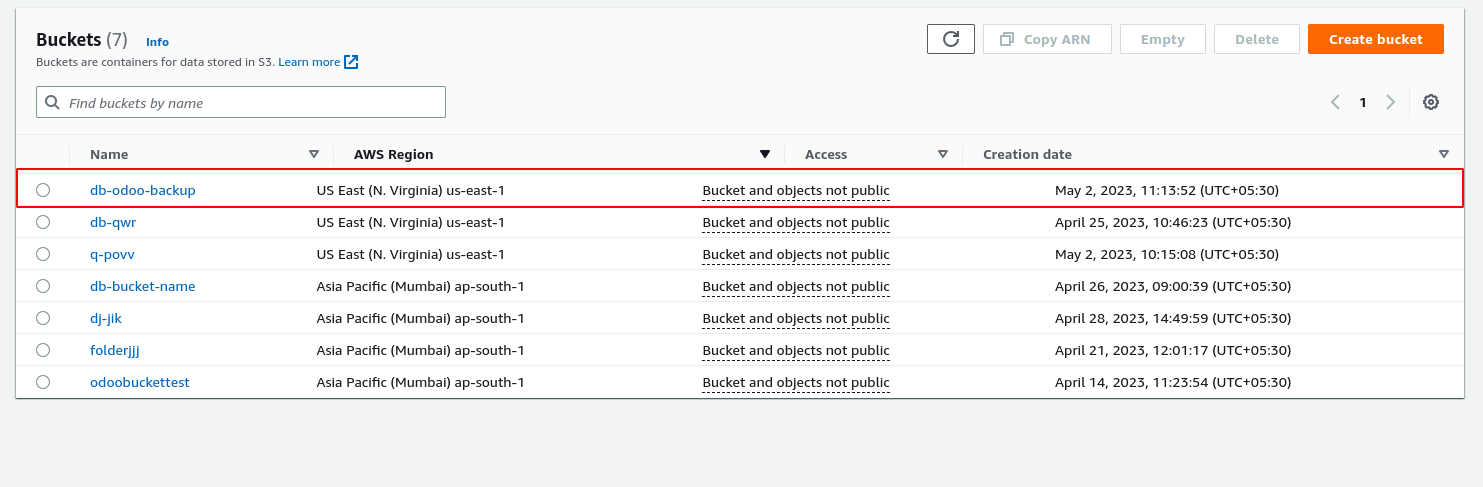 Buckets (7) Info
Buckets are containers for data stored in S3. Learn more
Copy ARN
Empty
Delete
Create bucket
Find buckets by name
1
Name AWS Region Access Creation date
db-odoo-backup US East (N. Virginia) us-east-1 Bucket and objects not public May 2, 2023, 11:13:52 (UTC+05:30)
db-qwr US East (N. Virginia) us-east-1 Bucket and objects not public April 25, 2023, 10:46:23 (UTC+05:30)
q-povv US East (N. Virginia) us-east-1 Bucket and objects not public May 2, 2023, 10:15:08 (UTC+05:30)
db-bucket-name Asia Pacific (Mumbai) ap-south-1 Bucket and objects not public April 26, 2023, 09:00:39 (UTC+05:30)
dj-jik Asia Pacific (Mumbai) ap-south-1 Bucket and objects not public April 28, 2023, 14:49:59 (UTC+05:30)
folderjjj Asia Pacific (Mumbai) ap-south-1 Bucket and objects not public April 21, 2023, 12:01:17 (UTC+05:30)
odoobuckettest Asia Pacific (Mumbai) ap-south-1 Bucket and objects not public April 14, 2023, 11:23:54 (UTC+05:30)